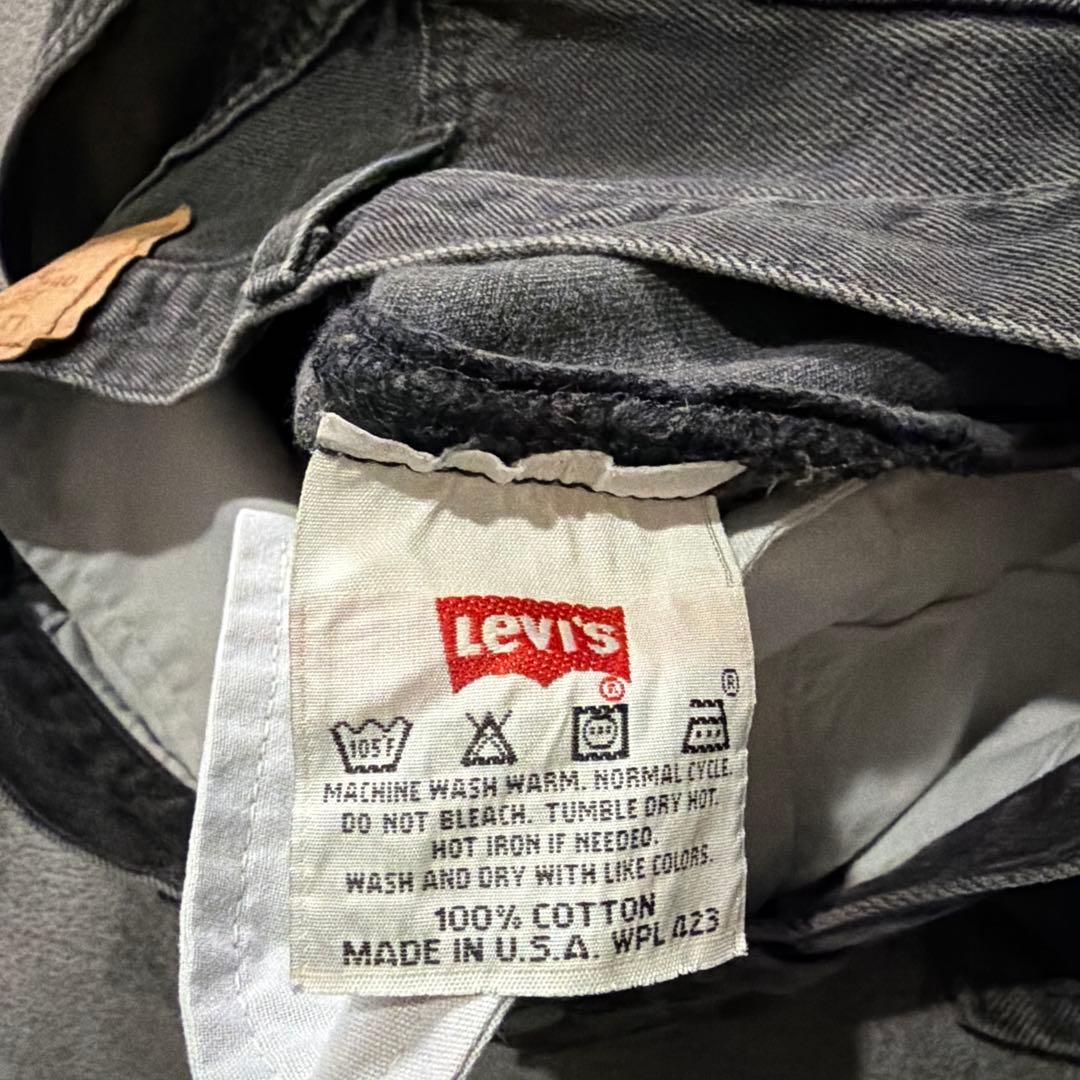 LEVI'S
®
®
105F
MACHINE WASH WARM. NORMAL CYCLE.
DO NOT BLEACH. TUMBLE DRY HOT.
HOT IRON IF NEEDED.
WASH AND DRY WITH LIKE COLORS.
100% COTTON
MADE IN U.S.A. WPL 423